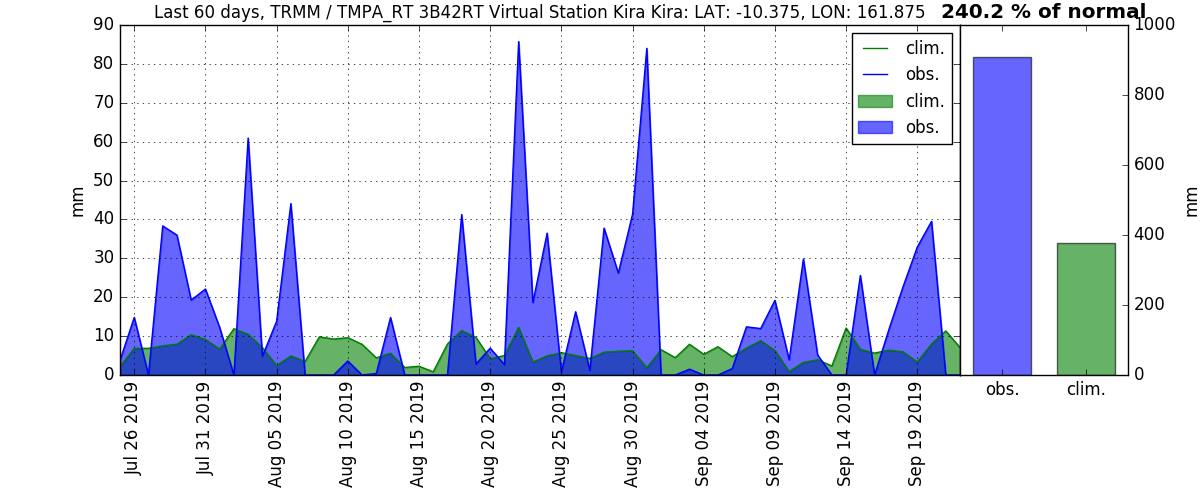 Last 60 days, TRMM / TMPA_RT 3B42RT Virtual Station Kira Kira: LAT: -10.375, LON: 161.875 240.2 % of normal
90
80
70
60
50
40
30
20
10
0
mm
clim.
obs.
clim.
obs.
1000
800
600
400
200
0
mm
Jul 26 2019
Jul 31 2019
Aug 05 2019
Aug 10 2019
Aug 15 2019
Aug 20 2019
Aug 25 2019
Aug 30 2019
Sep 04 2019
Sep 09 2019
Sep 14 2019
Sep 19 2019
obs.
clim.